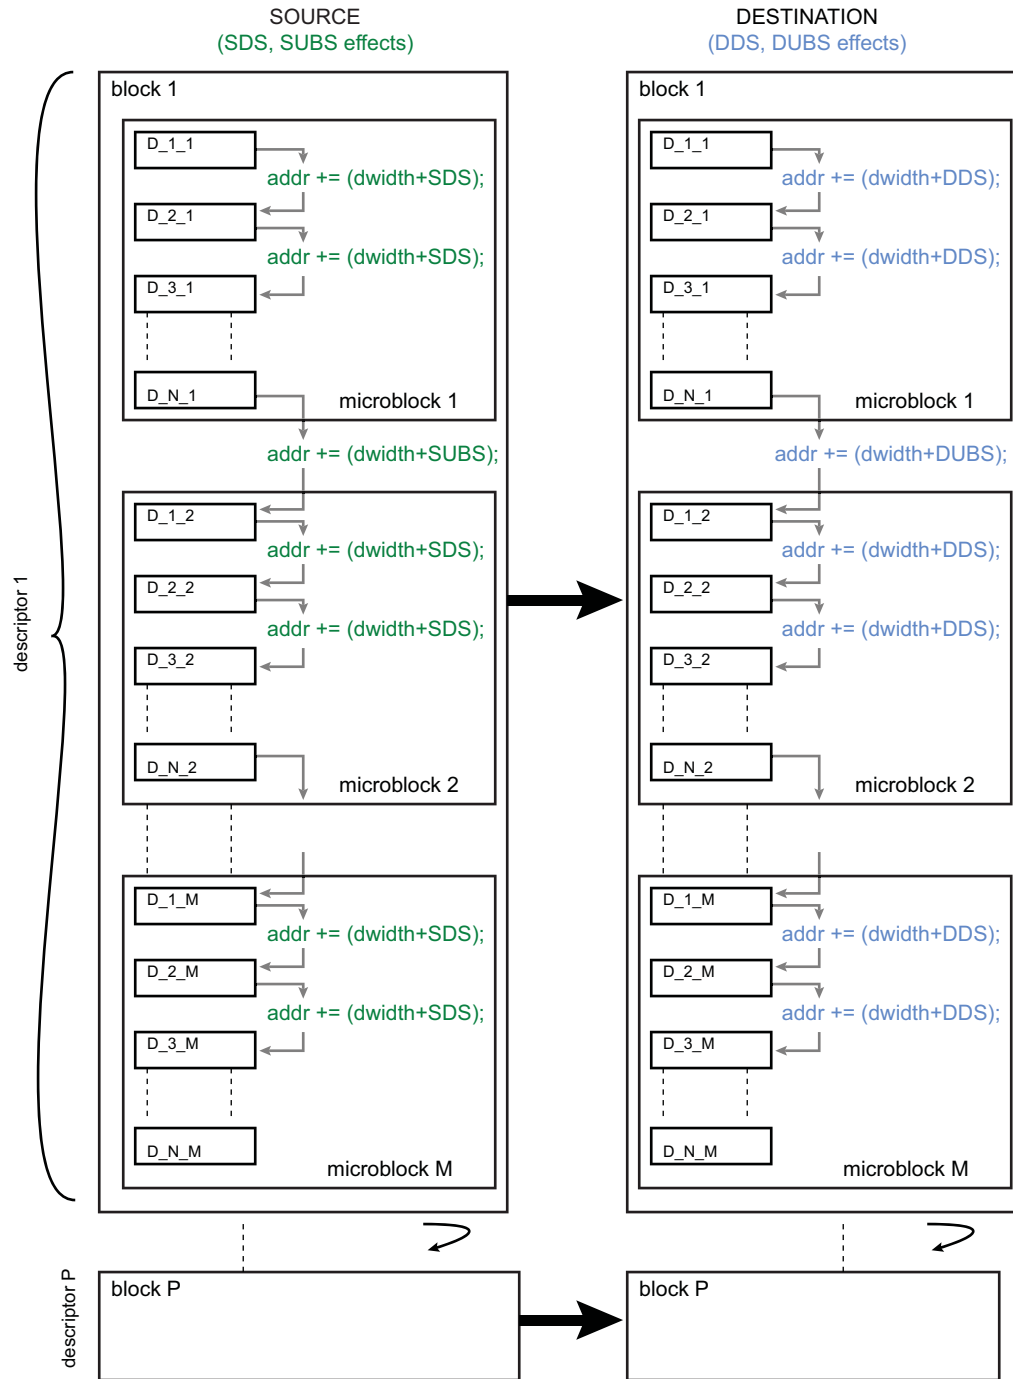 SOURCE
(SDS, SUBS effects)
block 1
D_1_1
addr += (dwidth+SDS);
D_2_1
addr += (dwidth+SDS);
D_3_1
D_N_1
microblock 1
addr += (dwidth+SUBS);
D_1_2
addr += (dwidth+SDS);
D_2_2
addr += (dwidth+SDS);
D_3_2
D_N_2
microblock 2
D_1_M
addr += (dwidth+SDS);
D_2_M
addr += (dwidth+SDS);
D_3_M
D_N_M
microblock M
descriptor 1
DESTINATION
(DDS, DUBS effects)
block 1
D_1_1
addr += (dwidth+DDS);
D_2_1
addr += (dwidth+DDS);
D_3_1
D_N_1
microblock 1
addr += (dwidth+DUBS);
D_1_2
addr += (dwidth+DDS);
D_2_2
addr += (dwidth+DDS);
D_3_2
D_N_2
microblock 2
D_1_M
addr += (dwidth+DDS);
D_2_M
addr += (dwidth+DDS);
D_3_M
D_N_M
microblock M
descriptor P
block P
block P